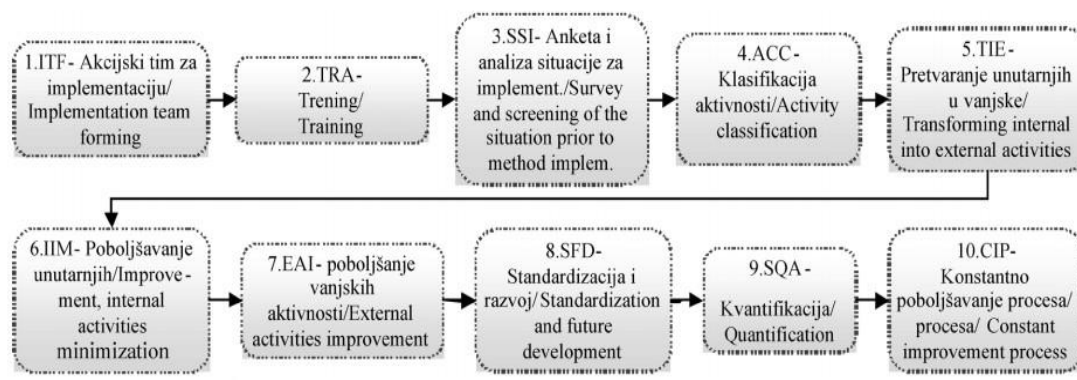 1.ITF- Akcijski tim za
implementaciju/
Implementation team
forming
2.TRA-
Trening/
Training
3.SSI- Anketa i
analiza situacije za
implement./Survey
and screening of the
situation prior to
method implem.
4.ACC-
Klasifikacija
aktivnosti/Activity
classification
5.TIE-
Pretvaranje unutarnjih
u vanjske/
Transforming internal
into external activities
6.IIM- Poboljšavanje
unutarnjih/Improve-
ment, internal
activities
minimization
7.EAI- poboljšanje
vanjskih
aktivnosti/External
activities improvement
8.SFD-
Standardizacija i
razvoj/ Standardization
and future
development
9.SQA-
Kvantifikacija/
Quantification
10.CIP-
Konstantno
poboljšavanje procesa/
procesa/ Constant
improvement process